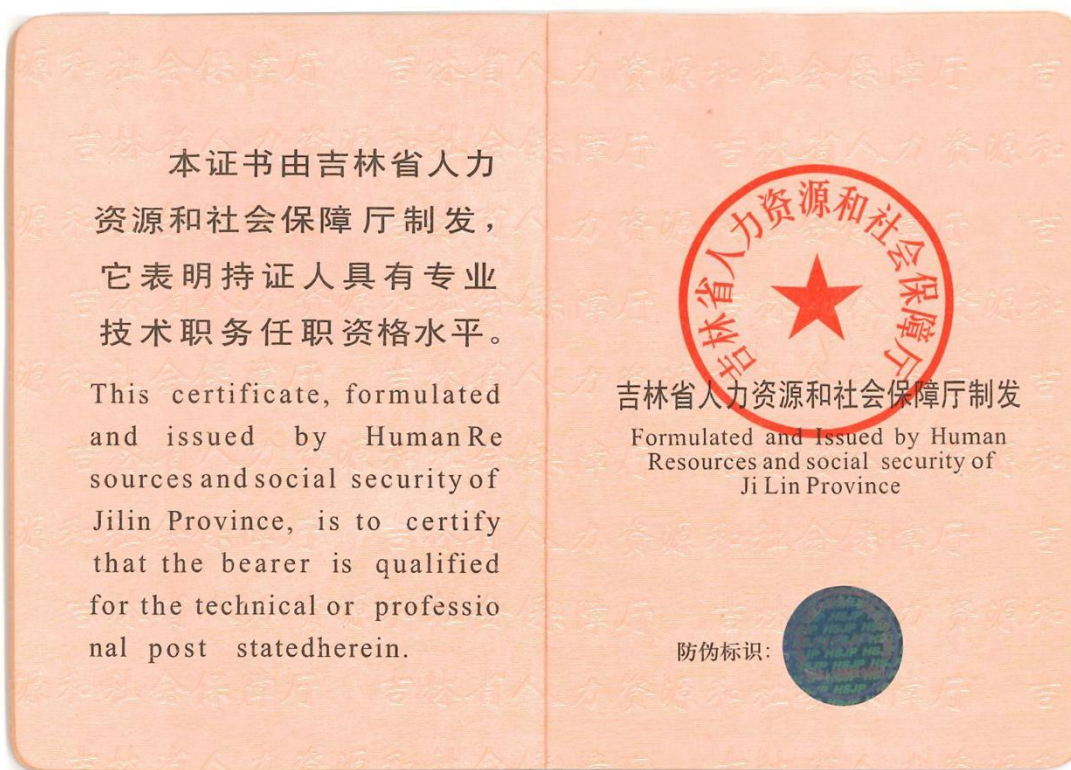 本证书由吉林省人力
资源和社会保障厅制发，
它表明持证人具有专业
技术职务任职资格水平。
This certificate, formulated
and issued by Human Re
sources and social security of
Jilin Province, is to certify
that the bearer is qualified
for the technical or professio
nal post statedherein.
吉林省人力资源和社会保障厅
吉林省人力资源和社会保障厅制发
Formulated and Issued by Human
Resources and social security of
Ji Lin Province
防伪标识：
HSJP HSJP